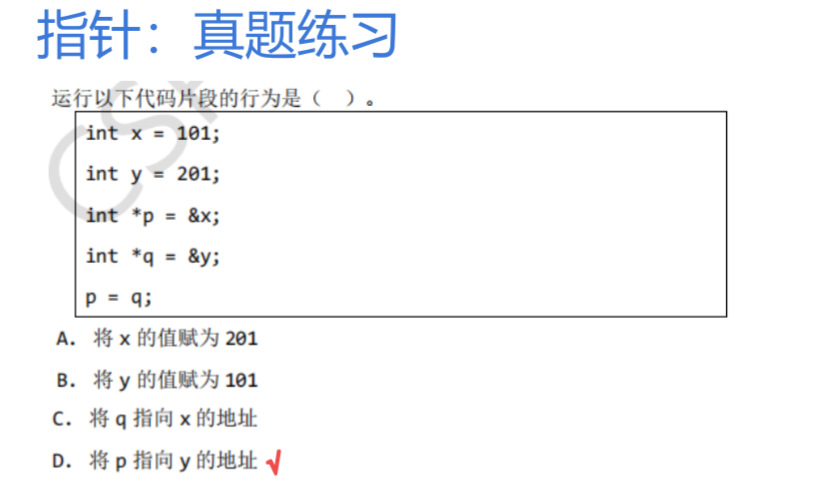 指针：真题练习
运行以下代码片段的行为是（ ）。
int x = 101;
int y = 201;
int *p = &x;
int *q = &y;
p = q;
A. 将 x 的值赋为 201
B. 将 y 的值赋为 101
C. 将 q 指向 x 的地址
D. 将 p 指向 y 的地址 √